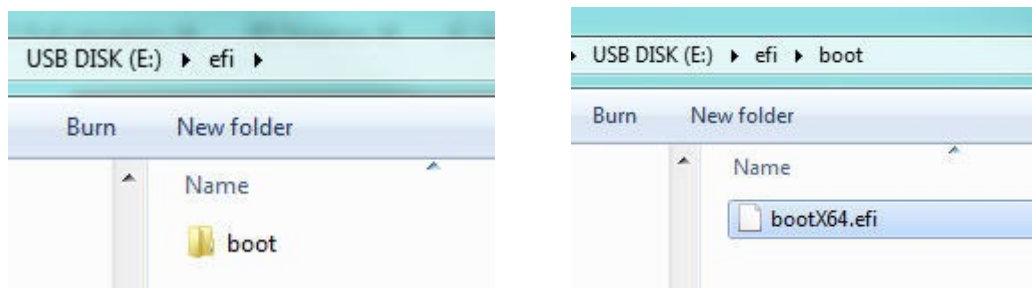 USB DISK (E:) ▸ efi ▸
Burn New folder
Name
boot
▸ USB DISK (E:) ▸ efi ▸ boot
Burn New folder
Name
bootX64.efi